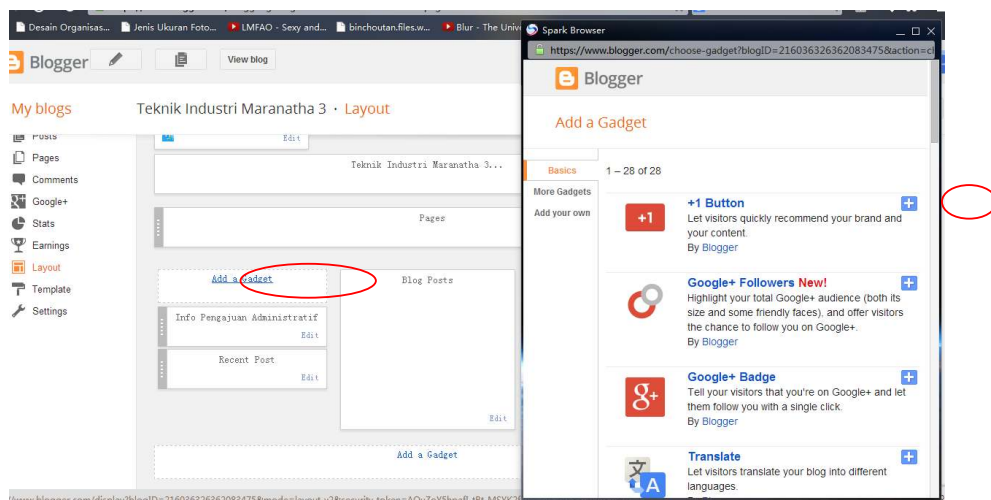 Desain Organisas...
Jenis Ukuran Foto...
LMFAO - Sexy and...
binchoutan.files.w...
Blur - The Univ
Blogger
View blog
My blogs
Teknik Industri Maranatha 3 · Layout
Posts
Pages
Comments
Google+
Stats
Earnings
Layout
Template
Settings
Edit
Teknik Industri Maranatha 3...
Pages
Add a Gadget
Blog Posts
Info Pengajuan Administratif
Edit
Recent Post
Edit
Edit
Add a Gadget
Spark Browser
https://www.blogger.com/choose-gadget?blogID=216036326362083475&action=cl
Blogger
Add a Gadget
Basics
More Gadgets
Add your own
1 – 28 of 28
+1
+1 Button
Let visitors quickly recommend your brand and
your content.
By Blogger
Google+ Followers New!
Highlight your total Google+ audience (both its
size and some friendly faces), and offer visitors
the chance to follow you on Google+.
By Blogger
g+
Google+ Badge
Tell your visitors that you're on Google+ and let
them follow you with a single click.
By Blogger
文A
Translate
Let visitors translate your blog into different
languages.